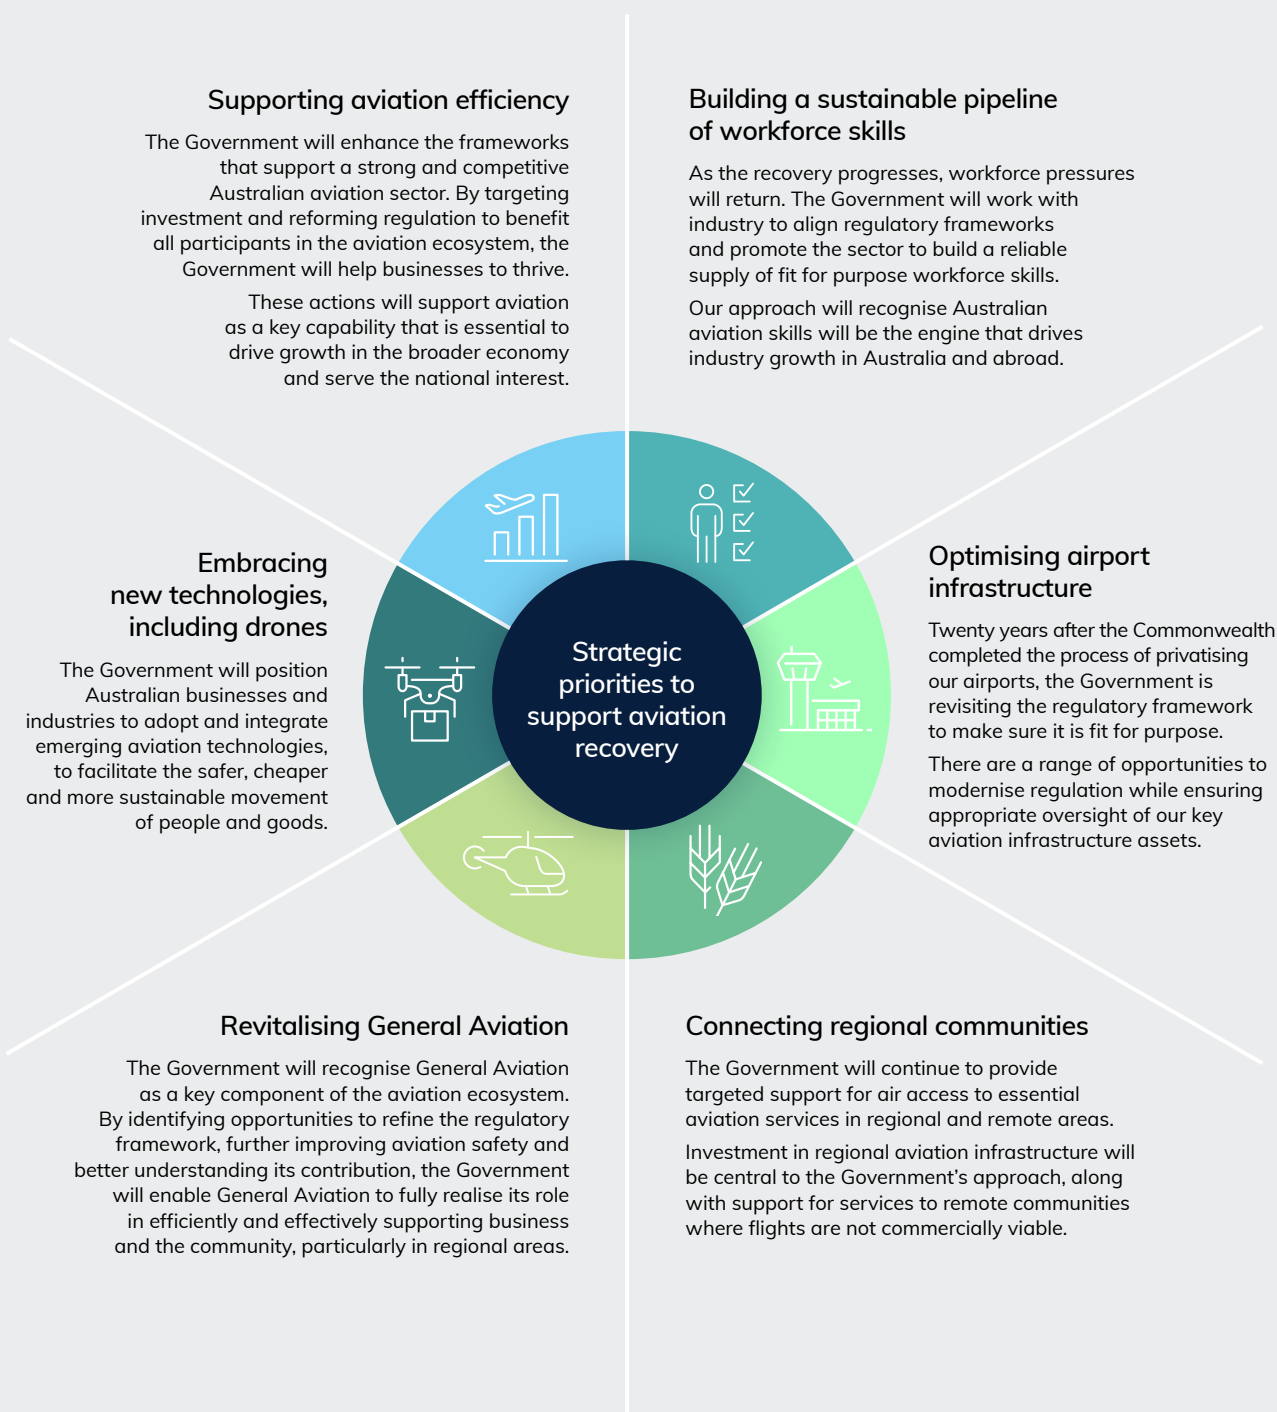 Supporting aviation efficiency
The Government will enhance the frameworks
that support a strong and competitive
Australian aviation sector. By targeting
investment and reforming regulation to benefit
all participants in the aviation ecosystem, the
Government will help businesses to thrive.
These actions will support aviation
as a key capability that is essential to
drive growth in the broader economy
and serve the national interest.
Building a sustainable pipeline
of workforce skills
As the recovery progresses, workforce pressures
will return. The Government will work with
industry to align regulatory frameworks
and promote the sector to build a reliable
supply of fit for purpose workforce skills.
Our approach will recognise Australian
aviation skills will be the engine that drives
industry growth in Australia and abroad.
Embracing
new technologies,
including drones
The Government will position
Australian businesses and
industries to adopt and integrate
emerging aviation technologies,
to facilitate the safer, cheaper
and more sustainable movement
of people and goods.
Strategic
priorities to
support aviation
recovery
Optimising airport
infrastructure
Twenty years after the Commonwealth
completed the process of privatising
our airports, the Government is
revisiting the regulatory framework
to make sure it is fit for purpose.
There are a range of opportunities to
modernise regulation while ensuring
appropriate oversight of our key
aviation infrastructure assets.
Revitalising General Aviation
The Government will recognise General Aviation
as a key component of the aviation ecosystem.
By identifying opportunities to refine the regulatory
framework, further improving aviation safety and
better understanding its contribution, the Government
will enable General Aviation to fully realise its role
in efficiently and effectively supporting business
and the community, particularly in regional areas.
Connecting regional communities
The Government will continue to provide
targeted support for air access to essential
aviation services in regional and remote areas.
Investment in regional aviation infrastructure will
be central to the Government’s approach, along
with support for services to remote communities
where flights are not commercially viable.